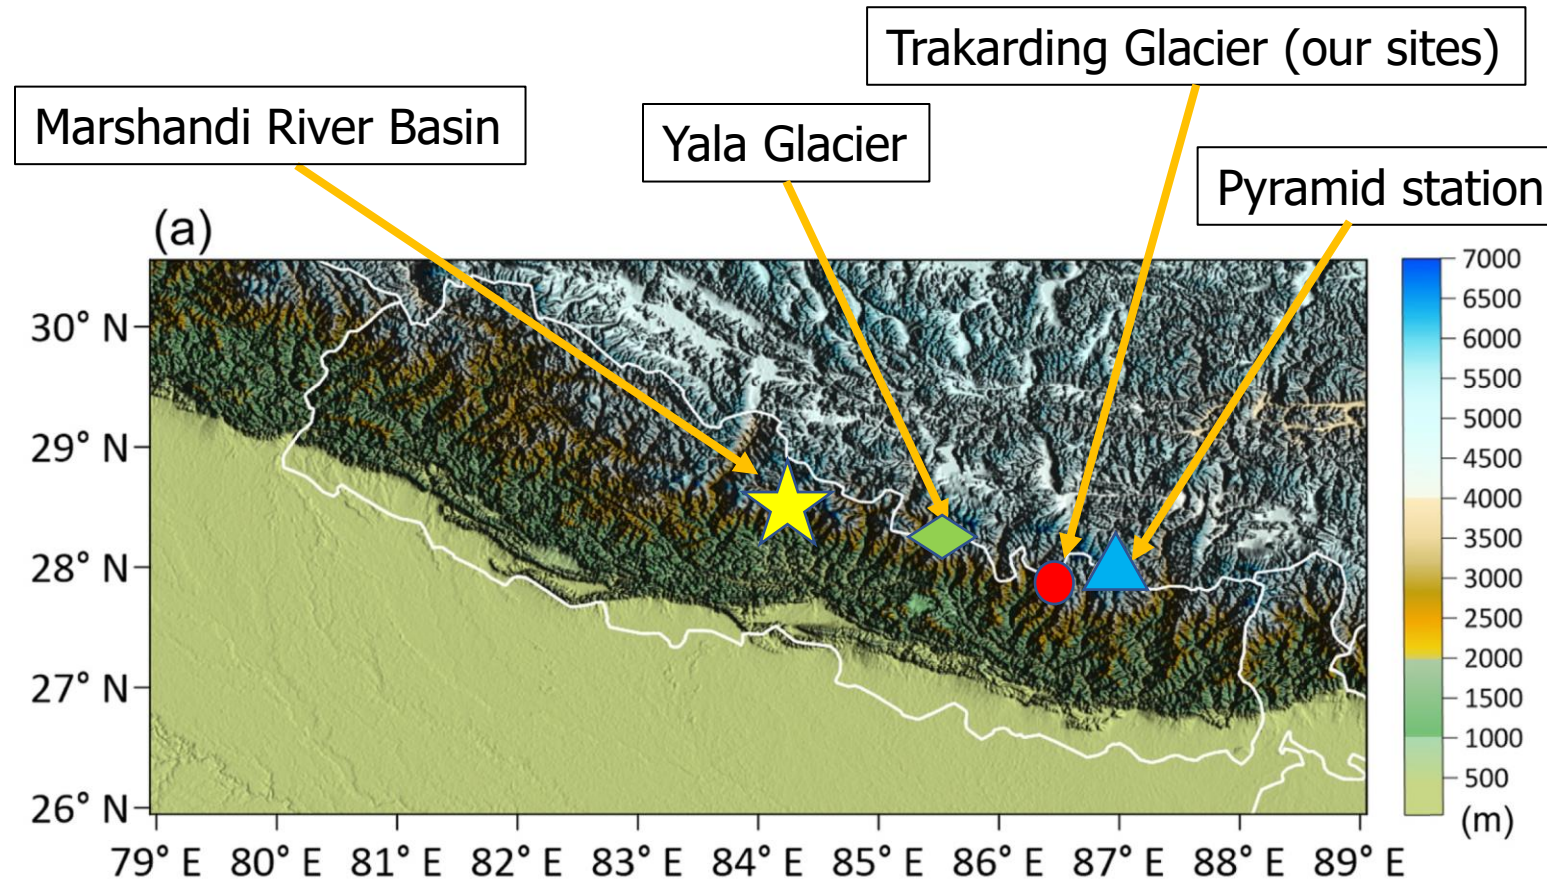 Trakarding Glacier (our sites)
Marshandi River Basin
Yala Glacier
Pyramid station
(a)
30° N
29° N
28° N
27° N
26° N
79° E
80° E
81° E
82° E
83° E
84° E
85° E
86° E
87° E
88° E
89° E
7000
6500
6000
5500
5000
4500
4000
3500
3000
2500
2000
1500
1000
500
(m)